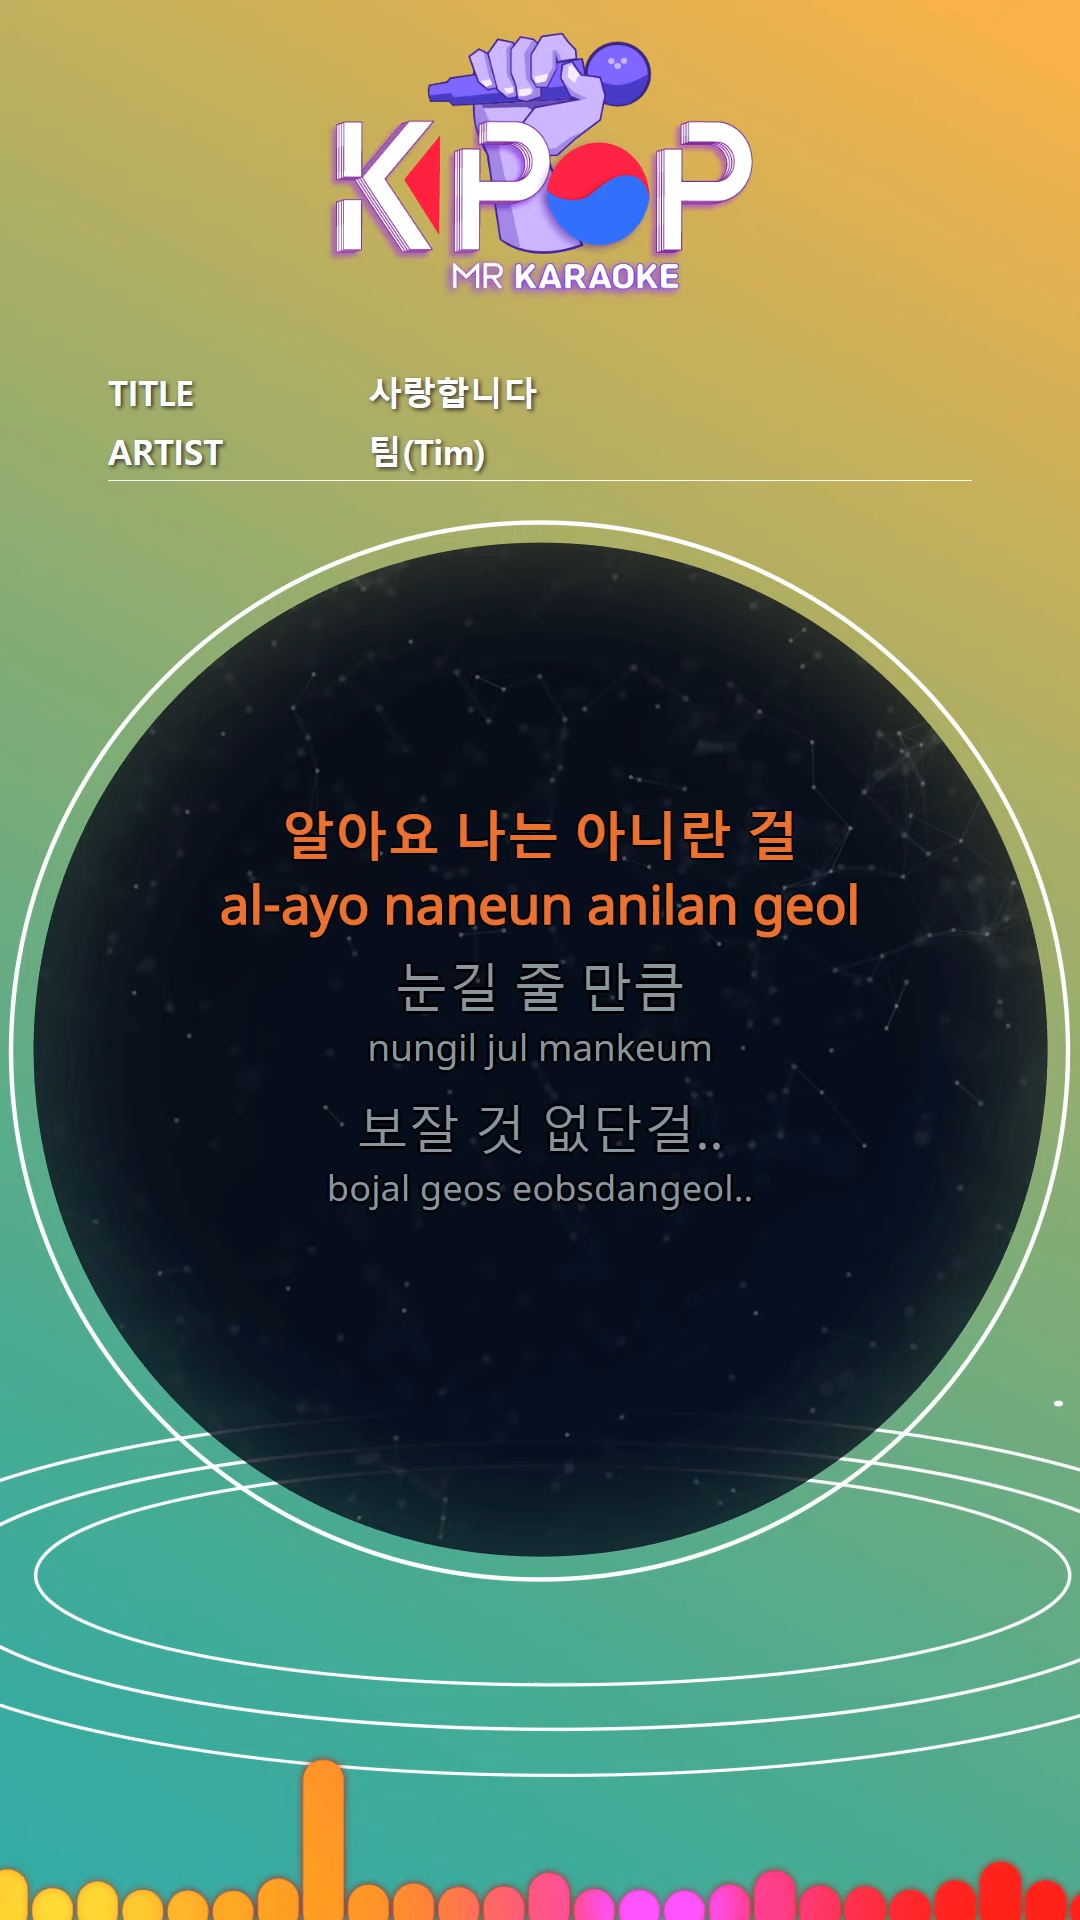 KPOP
MR KARAOKE
TITLE 사랑합니다
ARTIST 팀(Tim)
알아요 나는 아니란 걸
al-ayo naneun anilan geol
눈길 줄 만큼
nungil jul mankeum
보잘 것 없단걸..
bojal geos eobsdangeol..